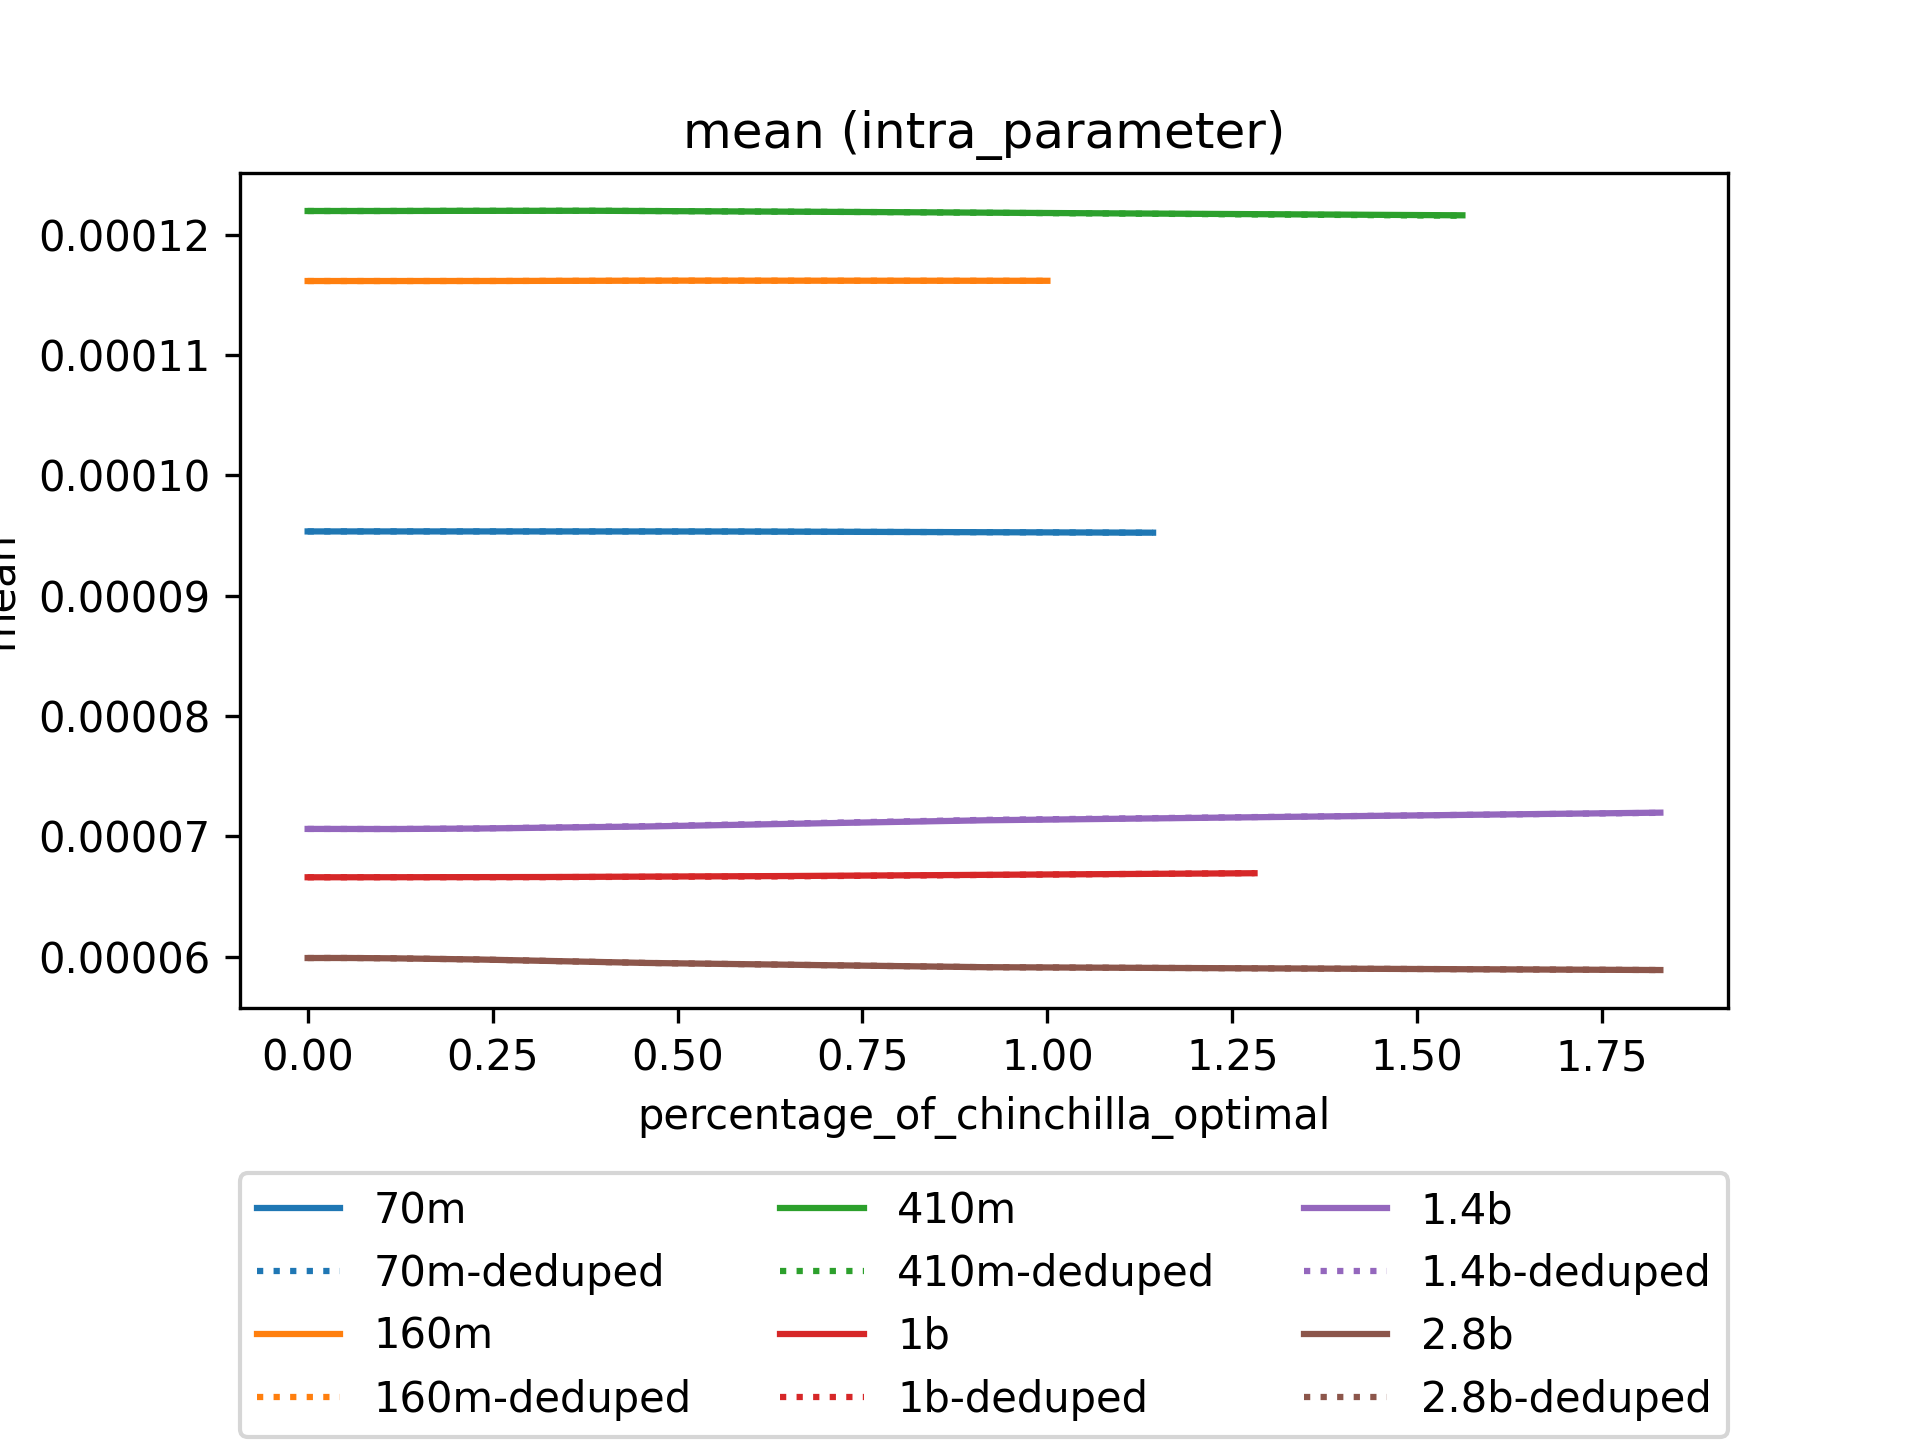 mean (intra_parameter)
0.00012
0.00011
0.00010
0.00009
0.00008
0.00007
0.00006
mean
0.00 0.25 0.50 0.75 1.00 1.25 1.50 1.75
percentage_of_chinchilla_optimal
70m 410m 1.4b
70m-deduped 410m-deduped 1.4b-deduped
160m 1b 2.8b
160m-deduped 1b-deduped 2.8b-deduped